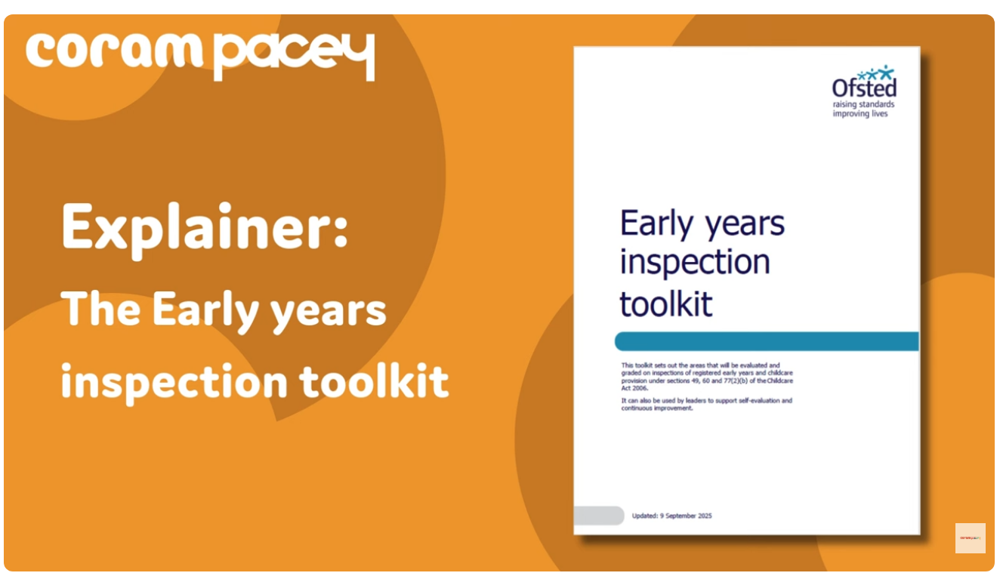 coram pacey
Explainer:
The Early years
inspection toolkit
Ofsted
raising standards
improving lives
Early years
inspection
toolkit
This toolkit sets out the areas that will be evaluated and
graded on inspections of registered early years and childcare
provision under sections 49, 60 and 77(2)(b) of the Childcare
Act 2006.
It can also be used by leaders to support self-evaluation and
continuous improvement.
Updated: 9 September 2025
coram pacey